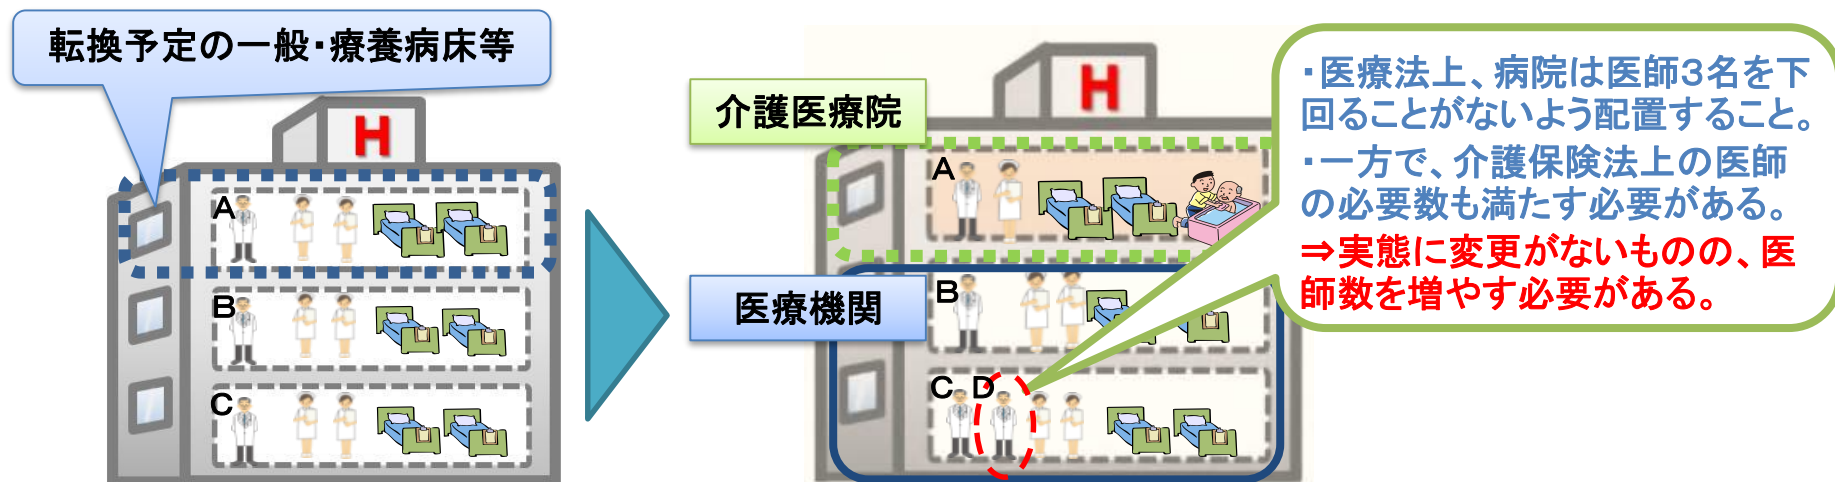 転換予定の一般・療養病床等
H
A
B
C
介護医療院
医療機関
H
A
B
C D
・医療法上、病院は医師3名を下
回ることがないよう配置すること。
・一方で、介護保険法上の医師
の必要数も満たす必要がある。
⇒実態に変更がないものの、医
師数を増やす必要がある。